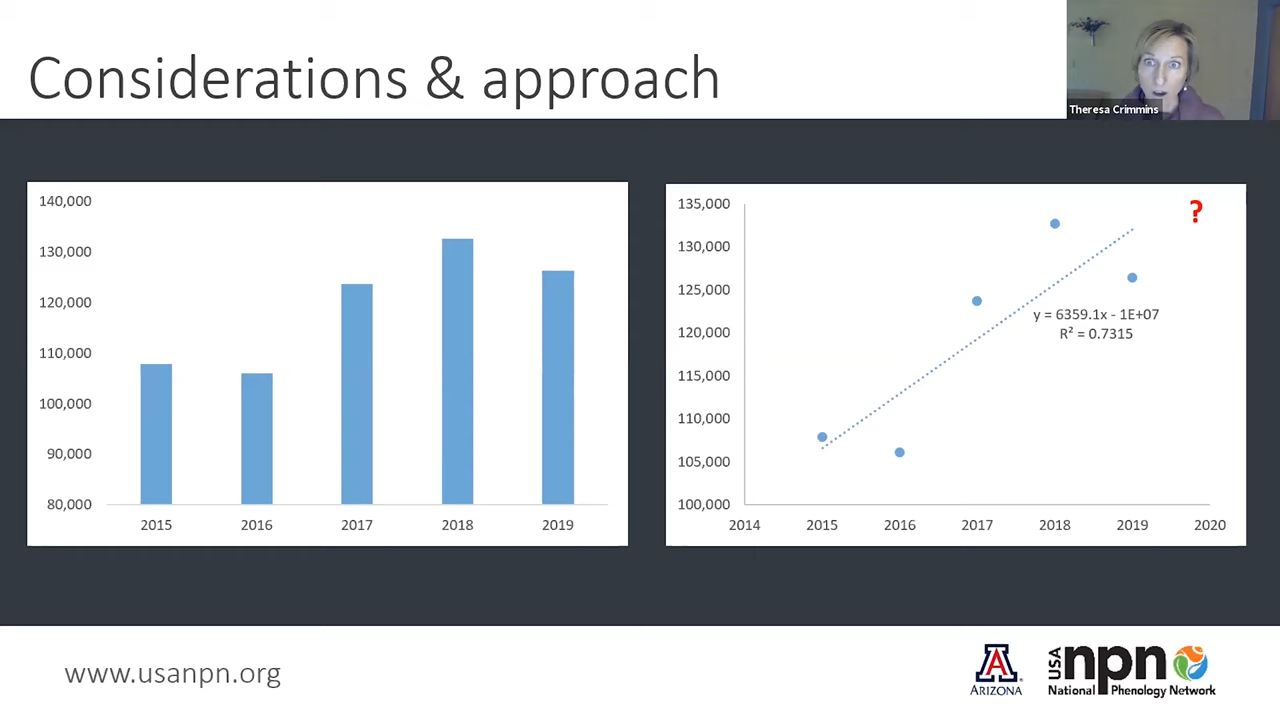 Considerations & approach
Theresa Crimmins
140,000
130,000
120,000
110,000
100,000
90,000
80,000
2015 2016 2017 2018 2019
135,000
130,000
125,000
120,000
115,000
110,000
105,000
100,000
2014 2015 2016 2017 2018 2019 2020
?
y = 6359.1x - 1E+07
R² = 0.7315
www.usanpn.org
A
ARIZONA
USA npn
National Phenology Network